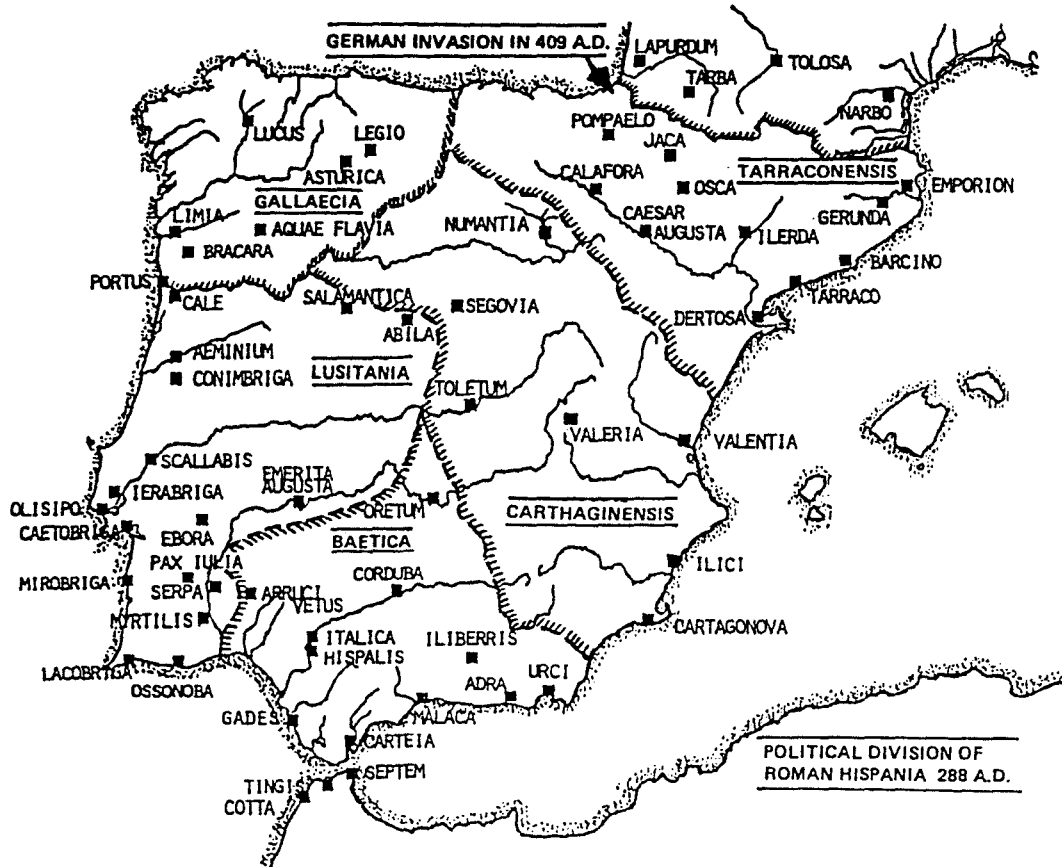 GERMAN INVASION IN 409 A.D.
LAPURDUM
TARBA
TOLOSA
NARBO
LUCUS
LEGIO
ASTURICA
POMPAELO
JACA
CALAFORA
OSCA
TARRACONENSIS
EMPORION
GALLAECIA
GERUNDA
LIMIA
AQUAE FLAVIA
NUMANTIA
CAESAR
AUGUSTA
ILERDA
BRACARA
BARCINO
PORTUS
CALE
TARRACO
SALAMANTICA
SEGOVIA
ABILA
DERTOSA
AEMINIUM
CONIMBRIGA
LUSITANIA
TOLETUM
VALERIA
VALENTIA
SCALLABIS
EMERITA
AUGUSTA
IERABRIGA
OLISIPO
CAETOBRIGA
EBORA
ORETUM
CARTHAGINENSIS
BAETICA
PAX IULIA
MIROBRIGA
SERPA
ARRUCI
VETUS
CORDUBA
ILICI
MYRTILIS
ITALICA
HISPALIS
ILIBERRIS
CARTAGONOVA
LACOBRIGA
OSSONOBA
URCI
ADRA
GADES
MALACA
CARTEIA
SEPTEM
TINGIS
COTTA
POLITICAL DIVISION OF
ROMAN HISPANIA 288 A.D.